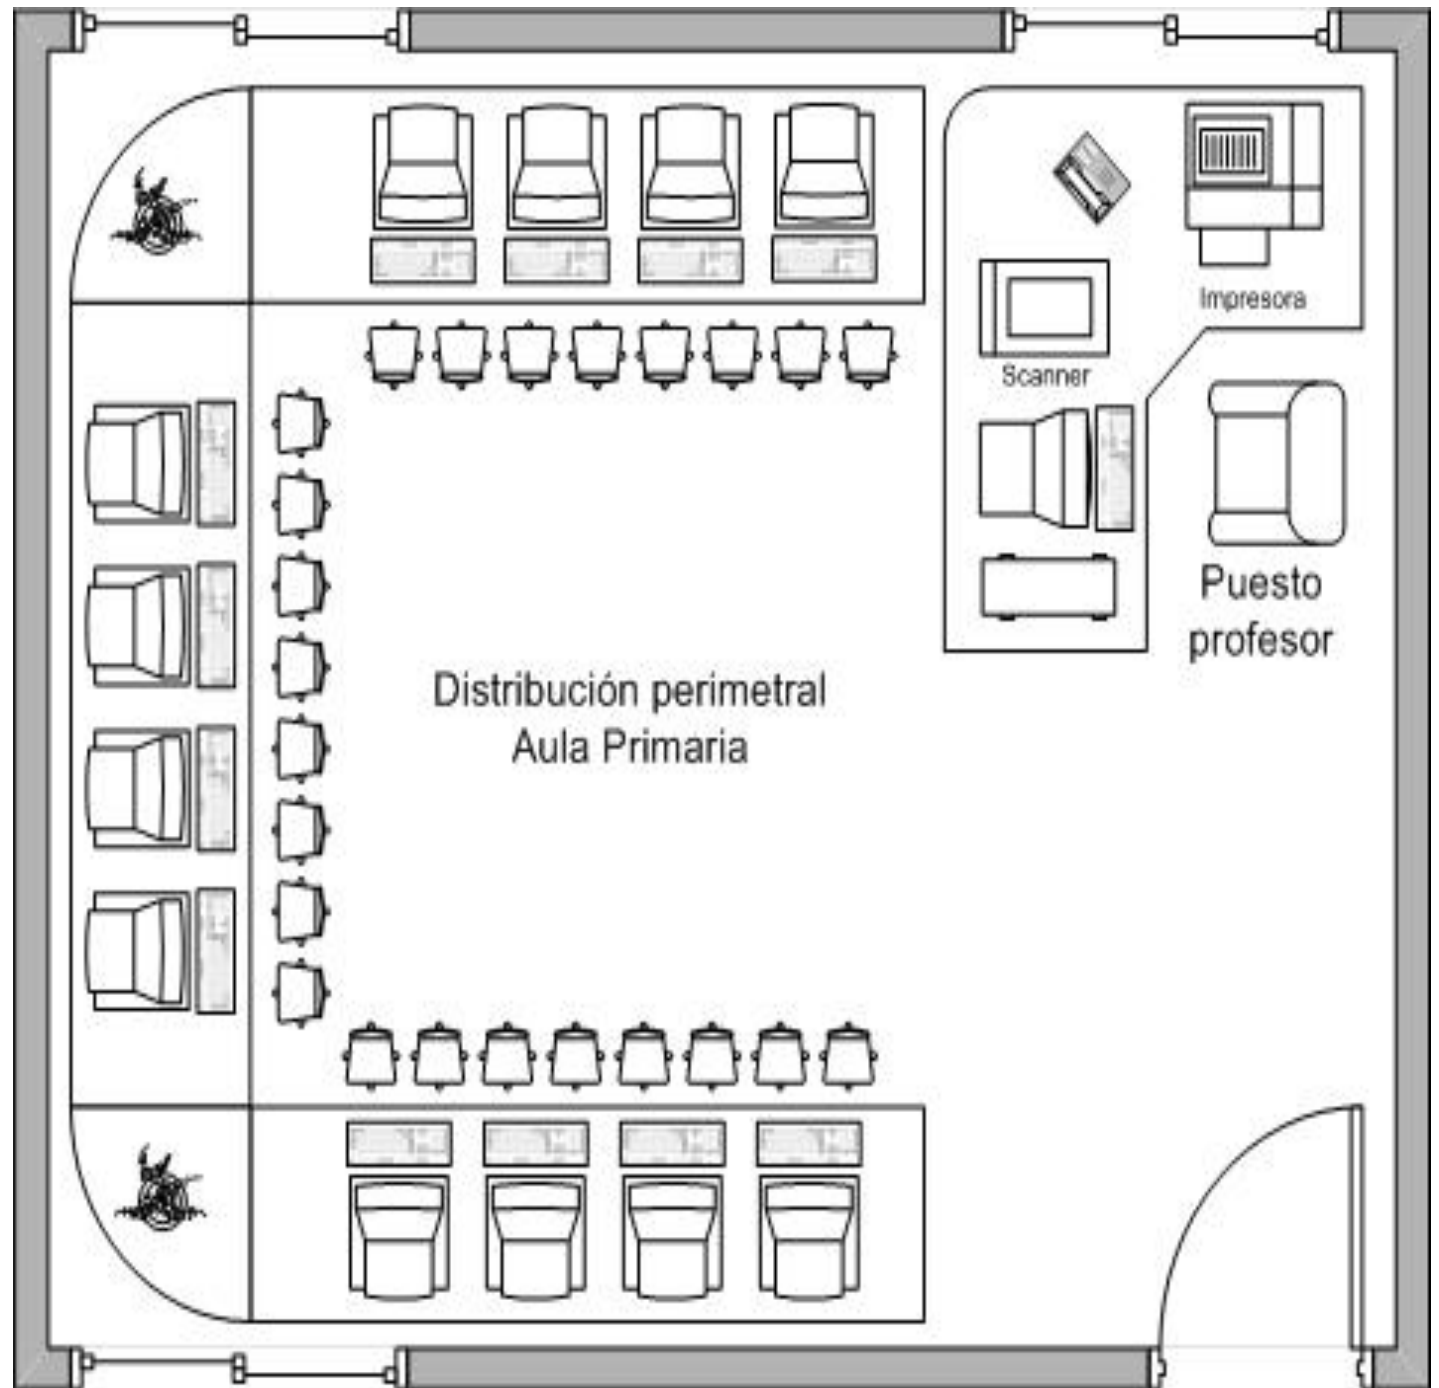 Impresora
Scanner
Puesto
profesor
Distribución perimetral
Aula Primaria